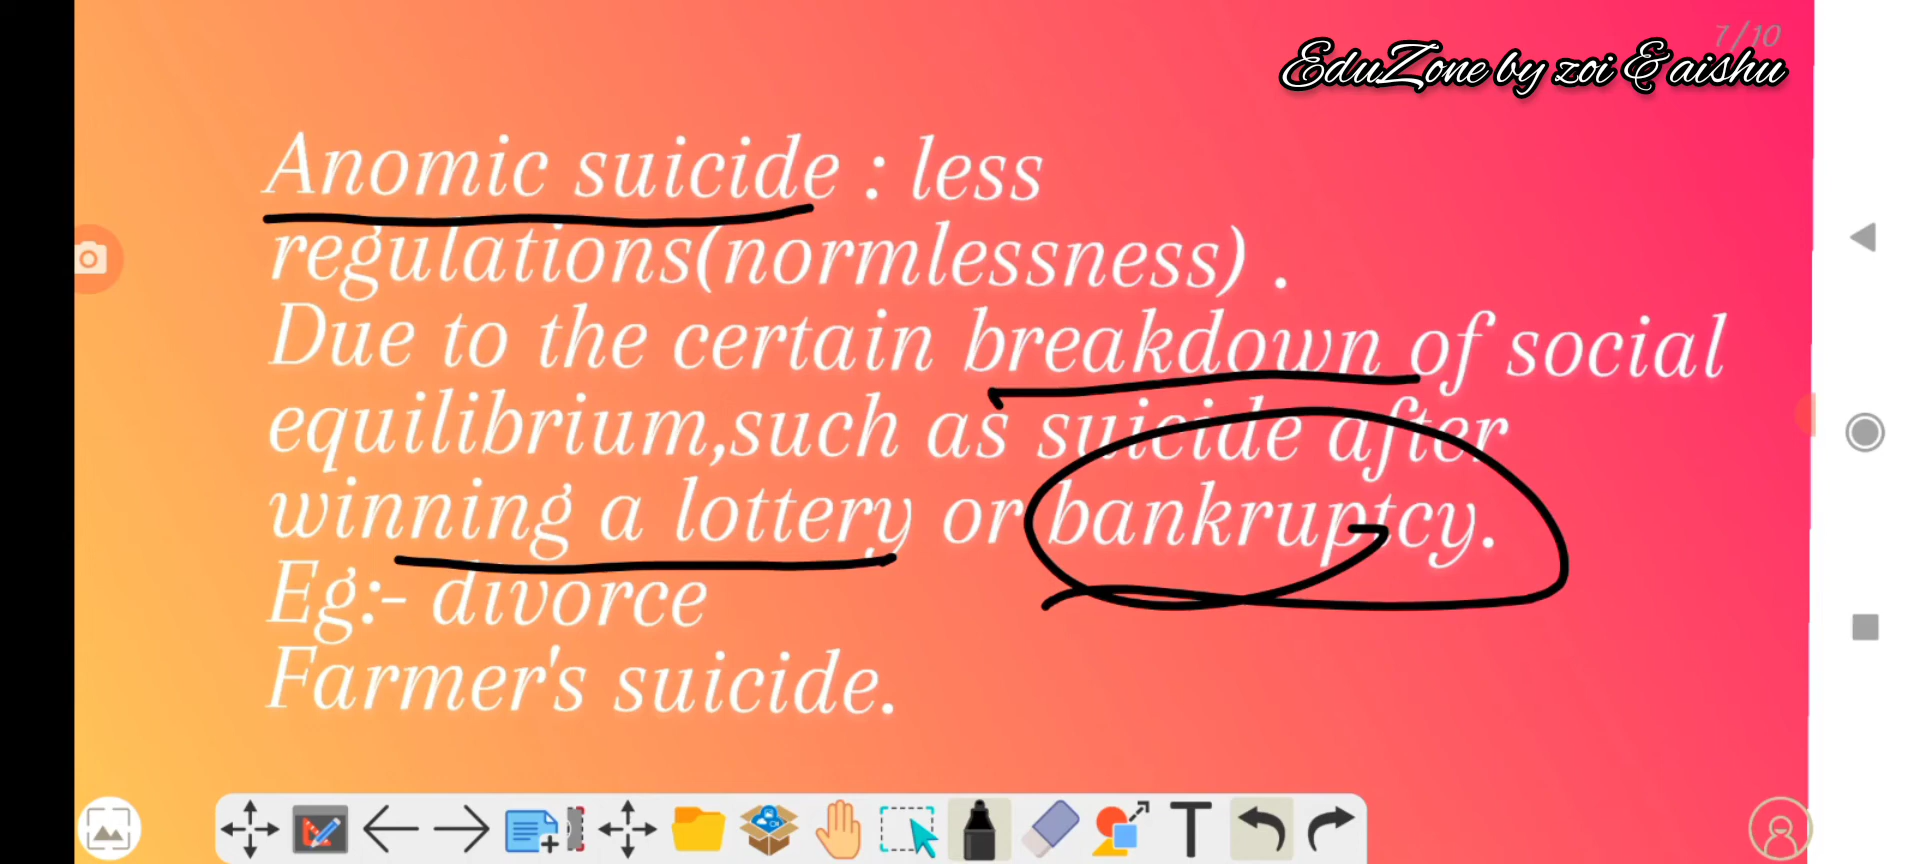 7/10
EduZone by zoi & aishu
Anomic suicide : less
regulations(normlessness) .
Due to the certain breakdown of social
equilibrium,such as suicide after
winning a lottery or bankruptcy.
Eg:- divorce
Farmer's suicide.
T